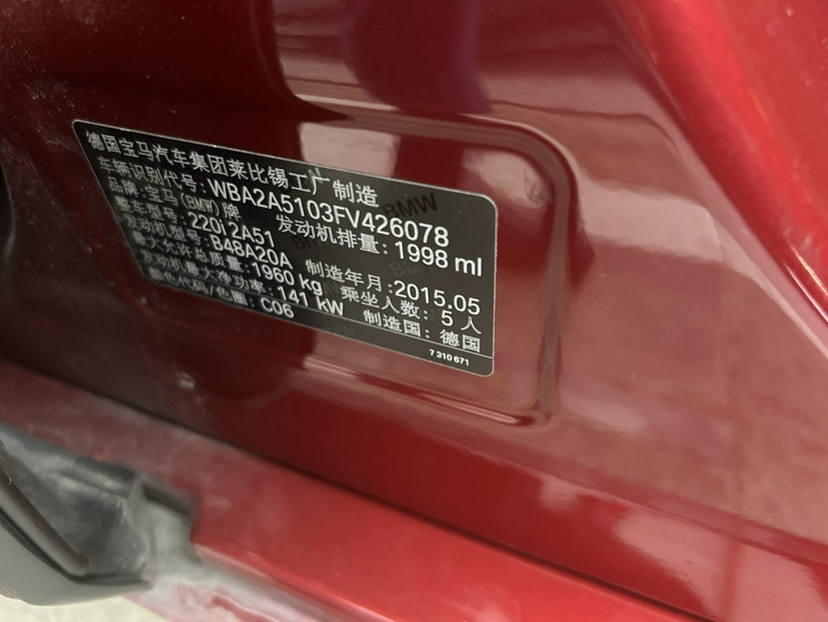 德国宝马汽车集团莱比锡工厂制造
车辆识别代号：WBA2A5103FV426078
品牌：宝马(BMW)牌 发动机排量：1998 ml
整车型号：220i 2A51
发动机型号：B48A20A 制造年月：2015.05
最大允许总质量：1960 kg 乘坐人数：5 人
发动机最大净功率：141 kW 制造国：德国
颜色代码/色圈：C06
7 310 671